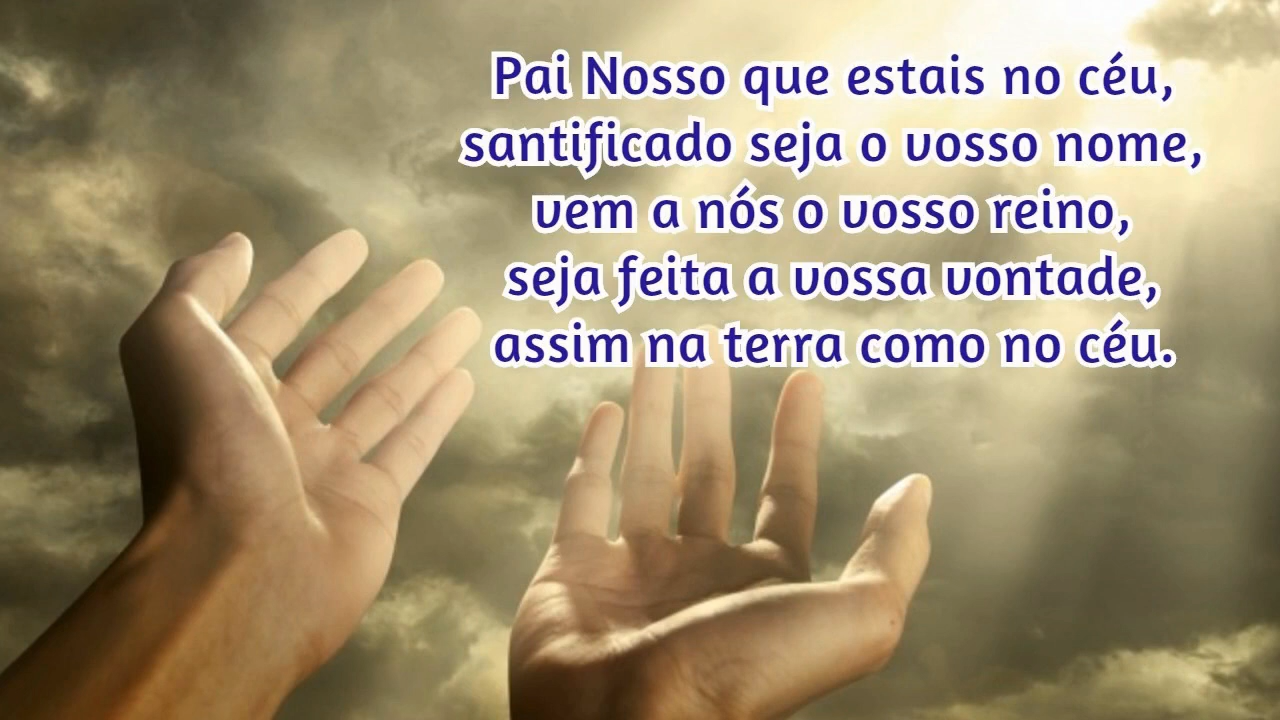 Pai Nosso que estais no céu,
santificado seja o vosso nome,
vem a nós o vosso reino,
seja feita a vossa vontade,
assim na terra como no céu.